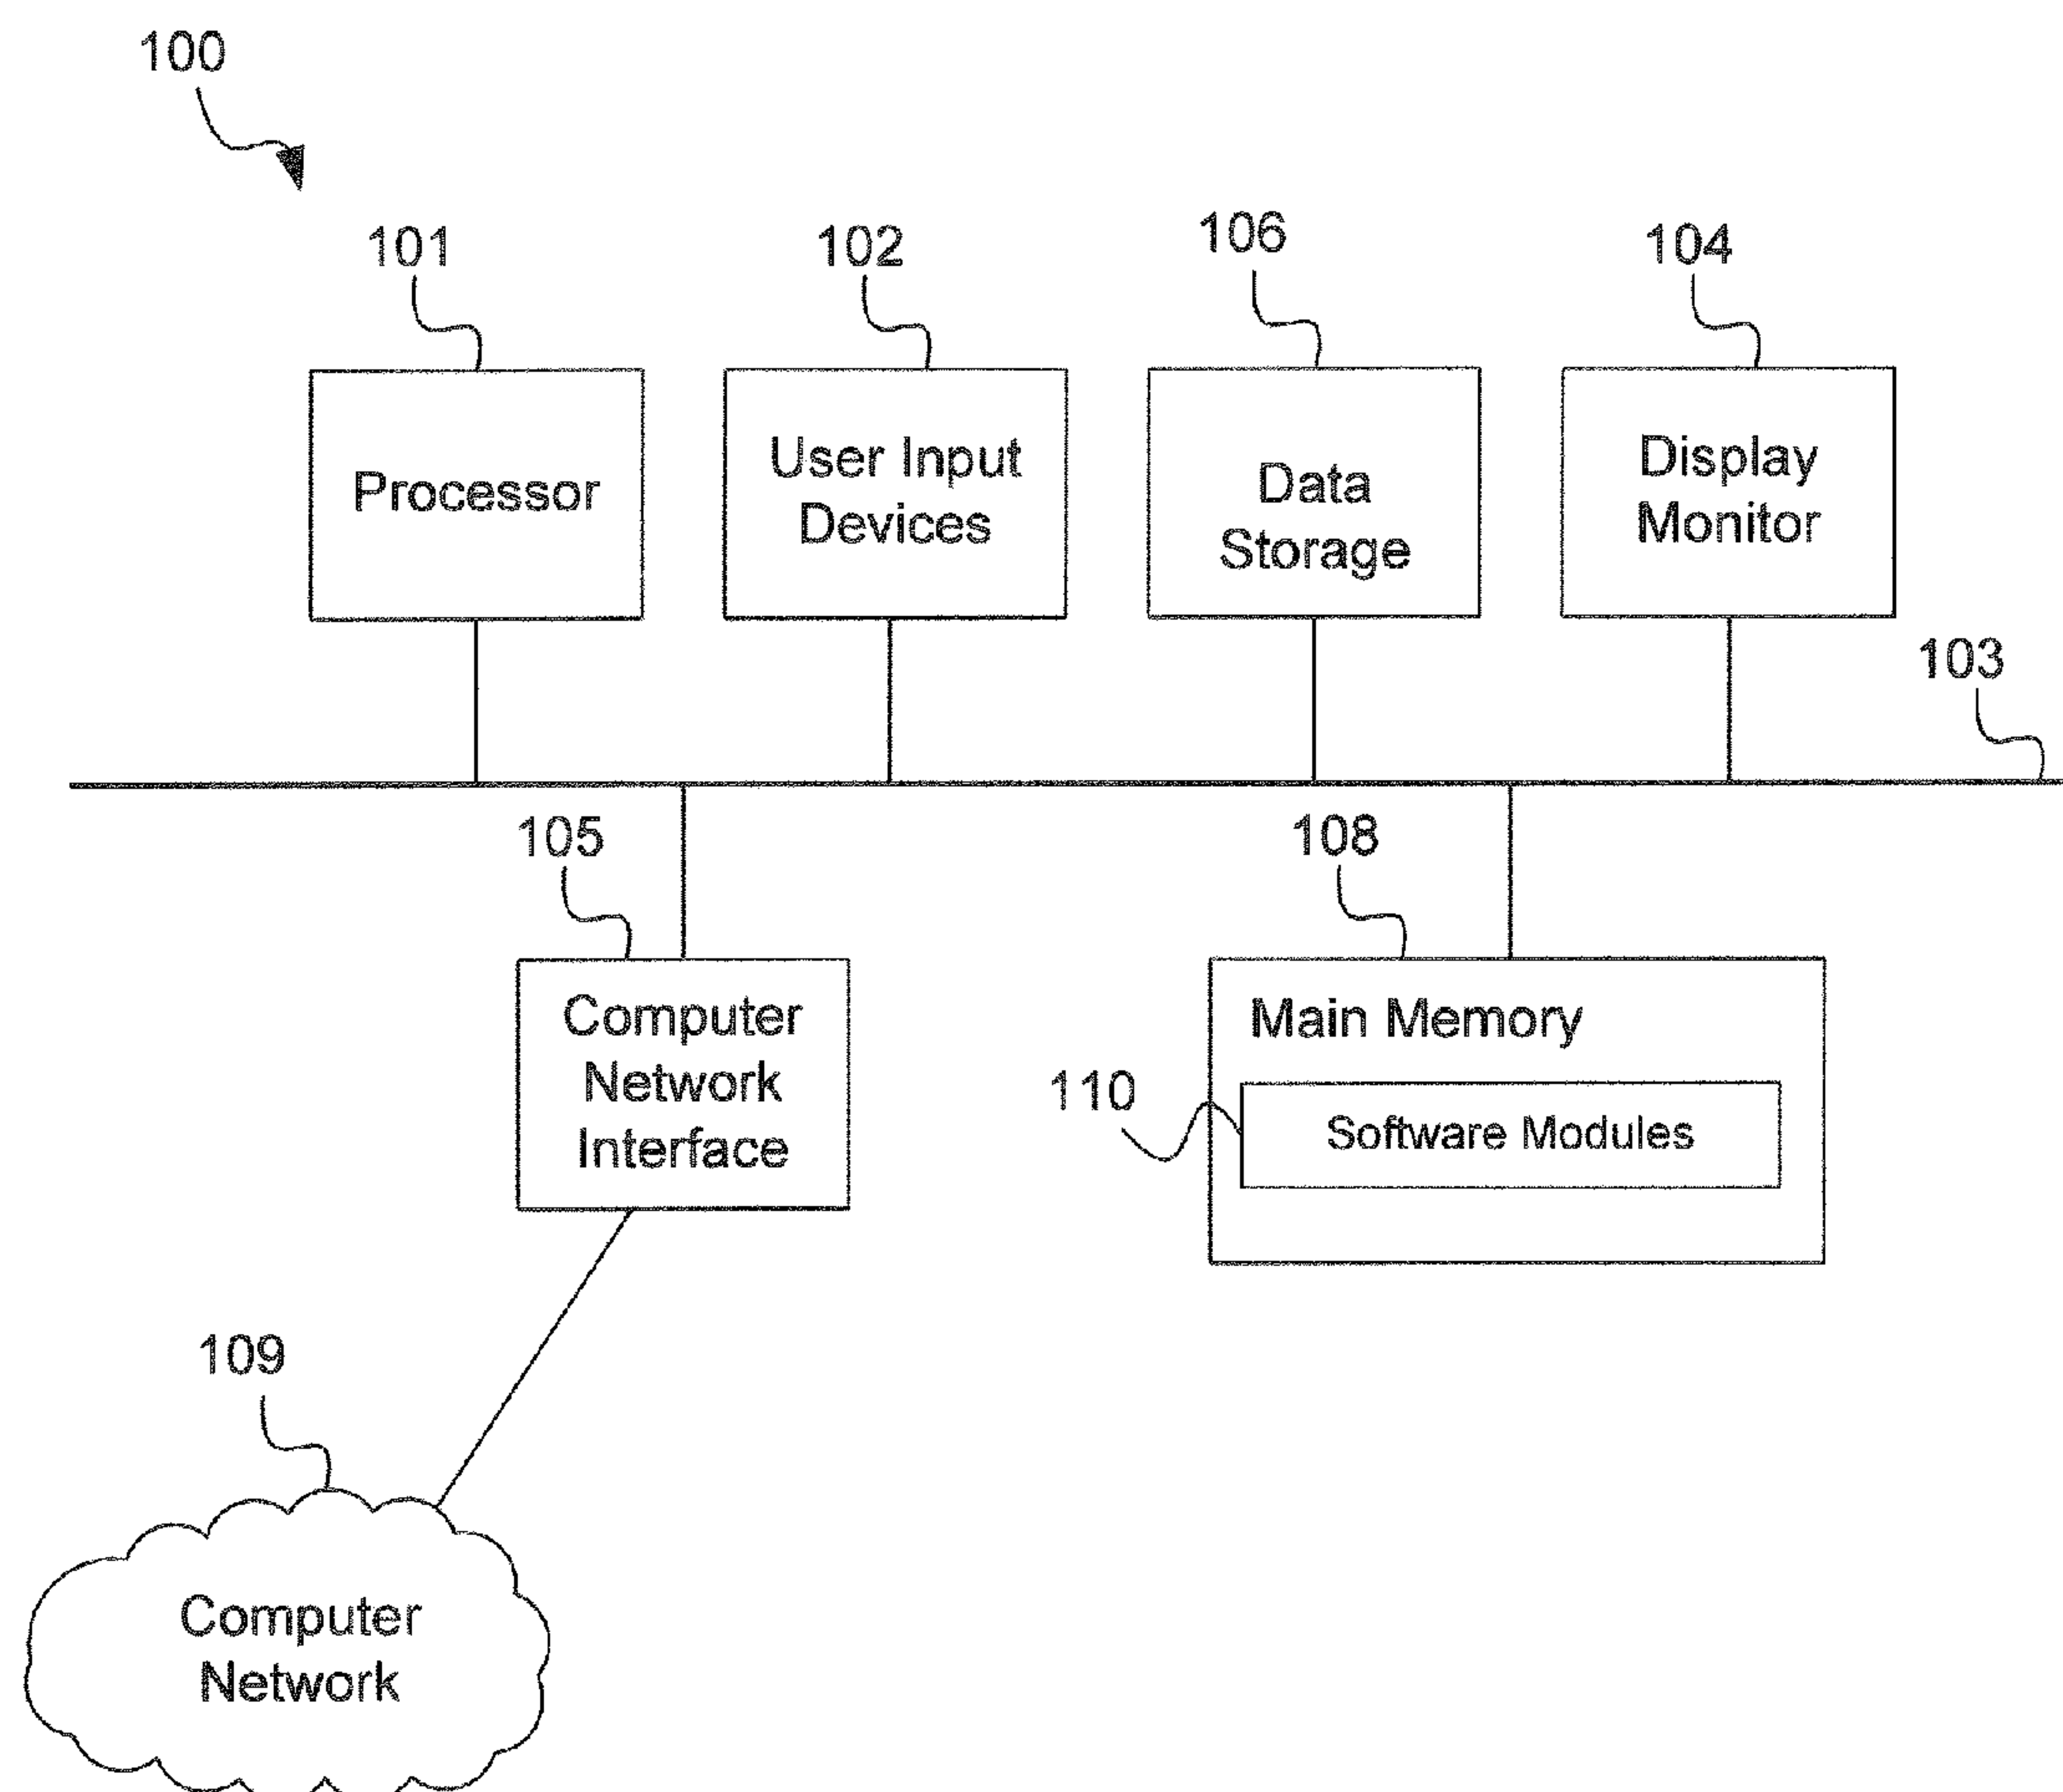 100
101
102
106
104
Processor
User Input
Devices
Data
Storage
Display
Monitor
103
105
108
Computer
Network
Interface
Main Memory
110
Software Modules
109
Computer
Network